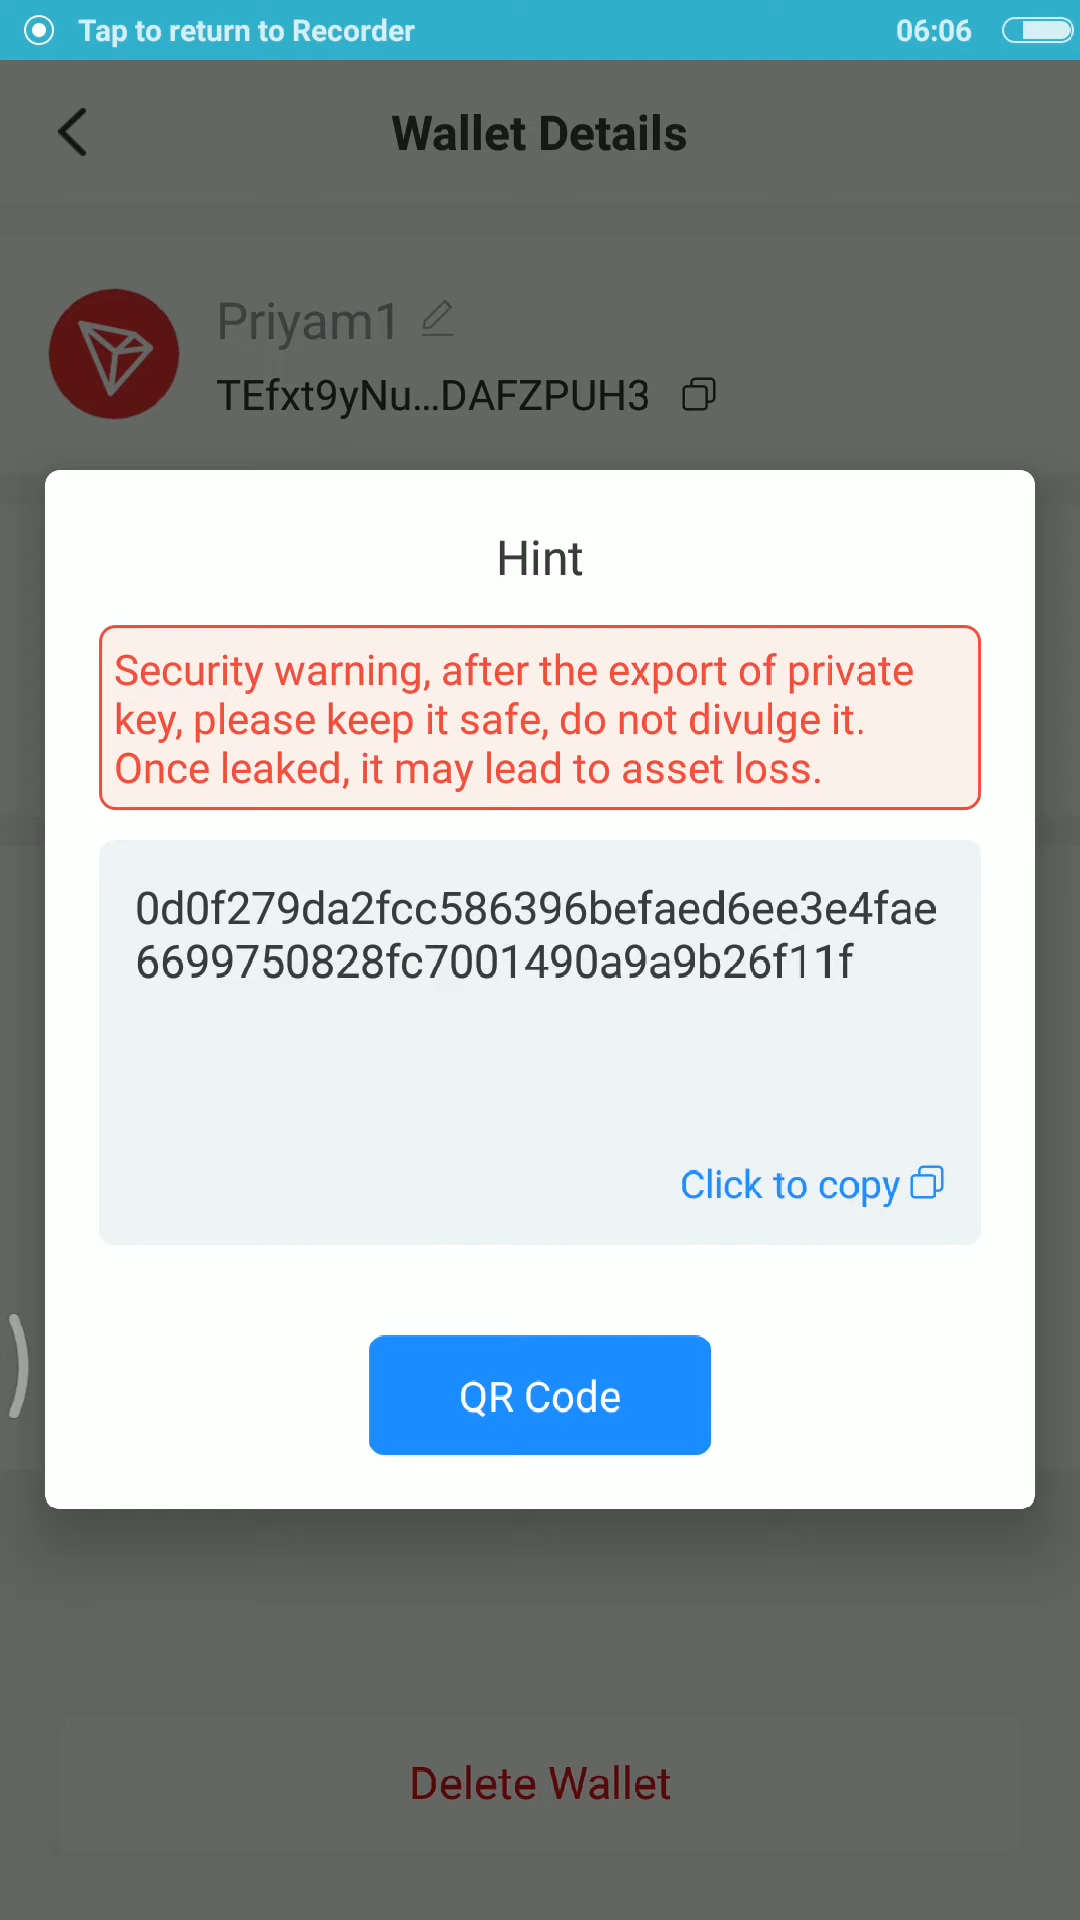 Tap to return to Recorder
06:06
Wallet Details
Priyam1
TEfxt9yNu...DAFZPUH3
Hint
Security warning, after the export of private
key, please keep it safe, do not divulge it.
Once leaked, it may lead to asset loss.
0d0f279da2fcc586396befaed6ee3e4fae
6699750828fc7001490a9a9b26f11f
Click to copy
QR Code
Delete Wallet